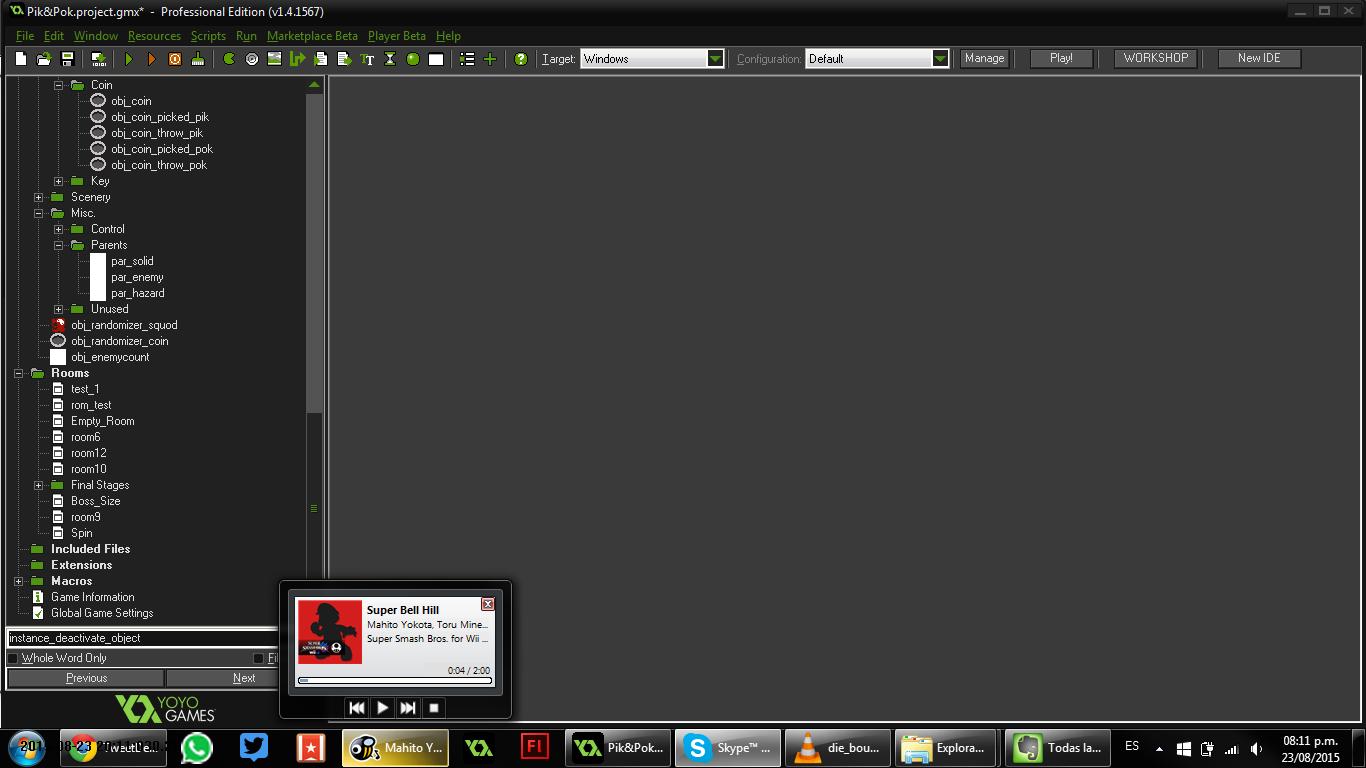 Pik&Pok.project.gmx* - Professional Edition (v1.4.1567)
File Edit Window Resources Scripts Run Marketplace Beta Player Beta Help
Target: Windows Configuration: Default Manage Play! WORKSHOP New IDE
Coin
obj_coin
obj_coin_picked_pik
obj_coin_throw_pik
obj_coin_picked_pok
obj_coin_throw_pok
Key
Scenery
Misc.
Control
Parents
par_solid
par_enemy
par_hazard
Unused
obj_randomizer_squod
obj_randomizer_coin
obj_enemycount
Rooms
test_1
rom_test
Empty_Room
room6
room12
room10
Final Stages
Boss_Size
room9
Spin
Included Files
Extensions
Macros
Game Information
Global Game Settings
instance_deactivate_object
Whole Word Only
Previous Next
YOYO
GAMES
Super Bell Hill
Mahito Yokota, Toru Mine...
Super Smash Bros. for Wii ...
0:04 / 2:00
TweetDe... Mahito Y... Fl Pik&Pok... Skype™ ... die_bou... Explora... Todas la... ES
08:11 p.m.
23/08/2015